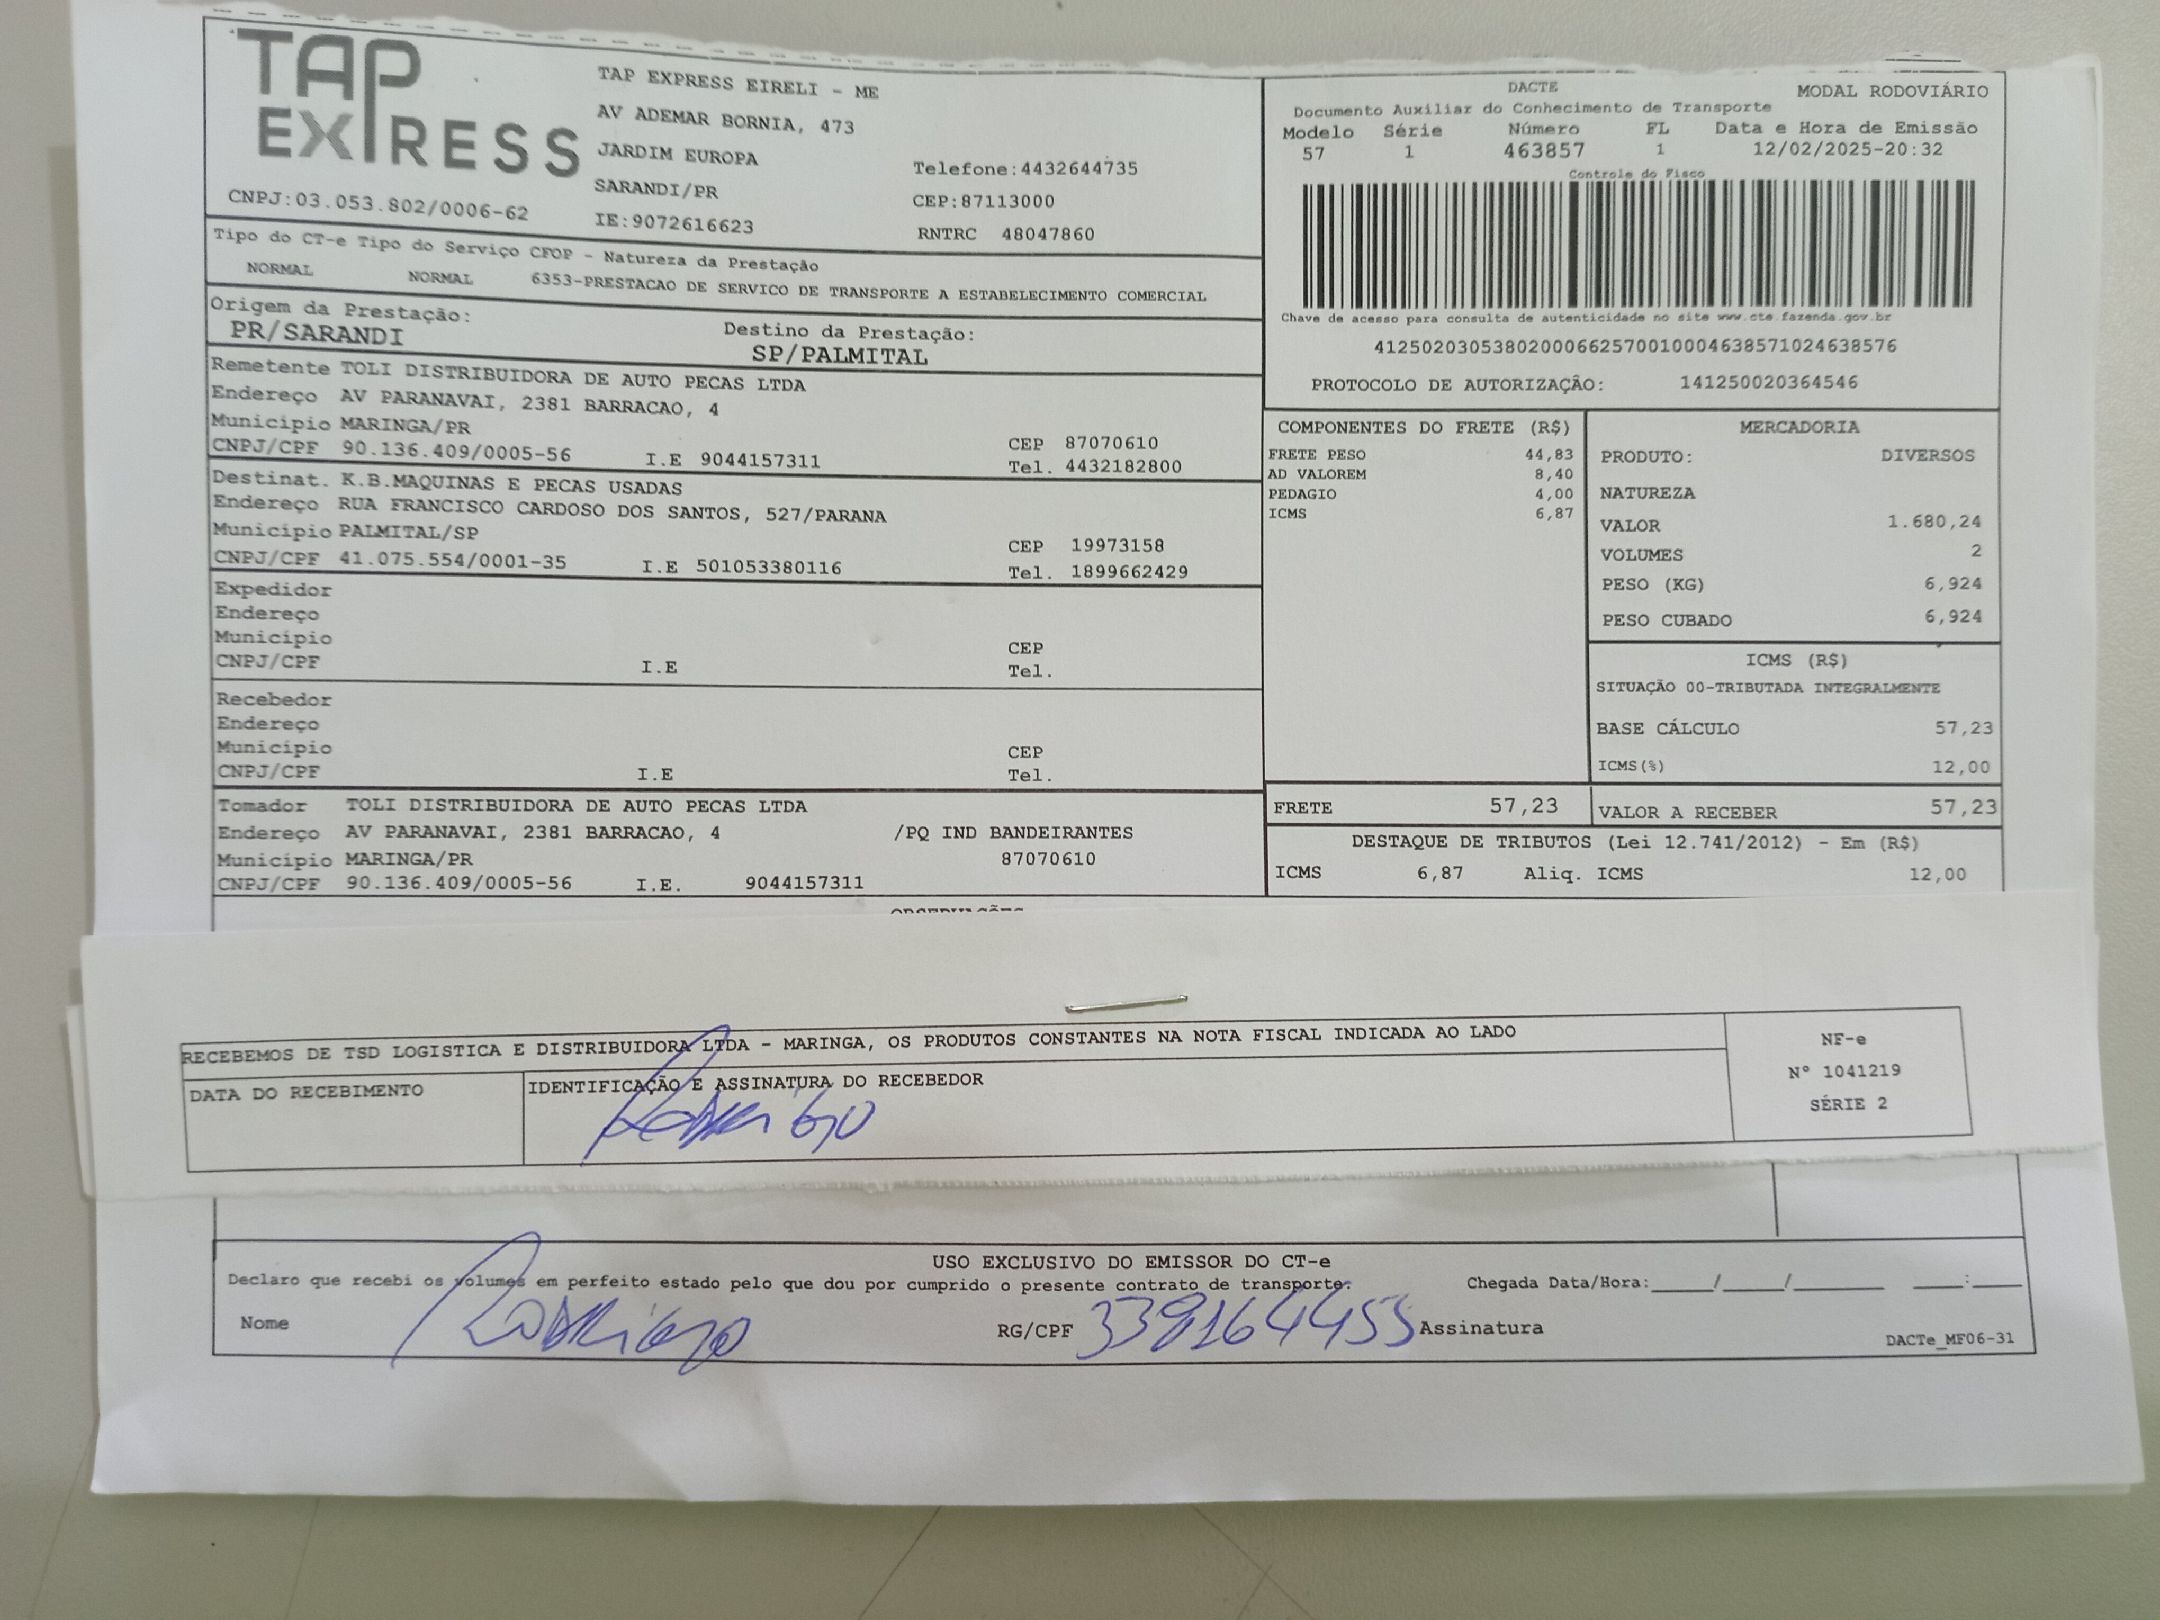 TAP EXPRESS
TAP EXPRESS EIRELI - ME
AV ADEMAR BORNIA, 473
JARDIM EUROPA
Telefone:4432644735
SARANDI/PR
CEP:87113000
CNPJ:03.053.802/0006-62
IE:9072616623
RNTRC 48047860
DACTE
MODAL RODOVIÁRIO
Documento Auxiliar do Conhecimento de Transporte
Modelo Série Número FL Data e Hora de Emissão
57 1 463857 1 12/02/2025-20:32
Controle do Fisco
Chave de acesso para consulta de autenticidade no site www.cte.fazenda.gov.br
41250203053802000662570010004638571024638576
PROTOCOLO DE AUTORIZAÇÃO: 141250020364546
Tipo do CT-e Tipo do Serviço CFOP - Natureza da Prestação
NORMAL NORMAL 6353-PRESTACAO DE SERVICO DE TRANSPORTE A ESTABELECIMENTO COMERCIAL
Origem da Prestação: Destino da Prestação:
PR/SARANDI SP/PALMITAL
Remetente TOLI DISTRIBUIDORA DE AUTO PECAS LTDA
Endereço AV PARANAVAI, 2381 BARRACAO, 4
Município MARINGA/PR CEP 87070610
CNPJ/CPF 90.136.409/0005-56 I.E 9044157311 Tel. 4432182800
Destinat. K.B.MAQUINAS E PECAS USADAS
Endereço RUA FRANCISCO CARDOSO DOS SANTOS, 527/PARANA
Município PALMITAL/SP CEP 19973158
CNPJ/CPF 41.075.554/0001-35 I.E 501053380116 Tel. 1899662429
Expedidor
Endereço
Município CEP
CNPJ/CPF I.E Tel.
Recebedor
Endereço
Município CEP
CNPJ/CPF I.E Tel.
Tomador TOLI DISTRIBUIDORA DE AUTO PECAS LTDA
Endereço AV PARANAVAI, 2381 BARRACAO, 4 /PQ IND BANDEIRANTES
Município MARINGA/PR 87070610
CNPJ/CPF 90.136.409/0005-56 I.E. 9044157311
COMPONENTES DO FRETE (R$)
FRETE PESO 44,83
AD VALOREM 8,40
PEDAGIO 4,00
ICMS 6,87
MERCADORIA
PRODUTO: DIVERSOS
NATUREZA
VALOR 1.680,24
VOLUMES 2
PESO (KG) 6,924
PESO CUBADO 6,924
ICMS (R$)
SITUAÇÃO 00-TRIBUTADA INTEGRALMENTE
BASE CÁLCULO 57,23
ICMS(%) 12,00
FRETE 57,23 VALOR A RECEBER 57,23
DESTAQUE DE TRIBUTOS (Lei 12.741/2012) - Em (R$)
ICMS 6,87 Aliq. ICMS 12,00
RECEBEMOS DE TSD LOGISTICA E DISTRIBUIDORA LTDA - MARINGA, OS PRODUTOS CONSTANTES NA NOTA FISCAL INDICADA AO LADO
DATA DO RECEBIMENTO IDENTIFICAÇÃO E ASSINATURA DO RECEBEDOR
Rodrigo
NF-e
Nº 1041219
SÉRIE 2
USO EXCLUSIVO DO EMISSOR DO CT-e
Declaro que recebi os volumes em perfeito estado pelo que dou por cumprido o presente contrato de transporte. Chegada Data/Hora:____/____/______ ____:____
Nome Rodrigo RG/CPF 339164455 Assinatura
DACTe_MF06-31